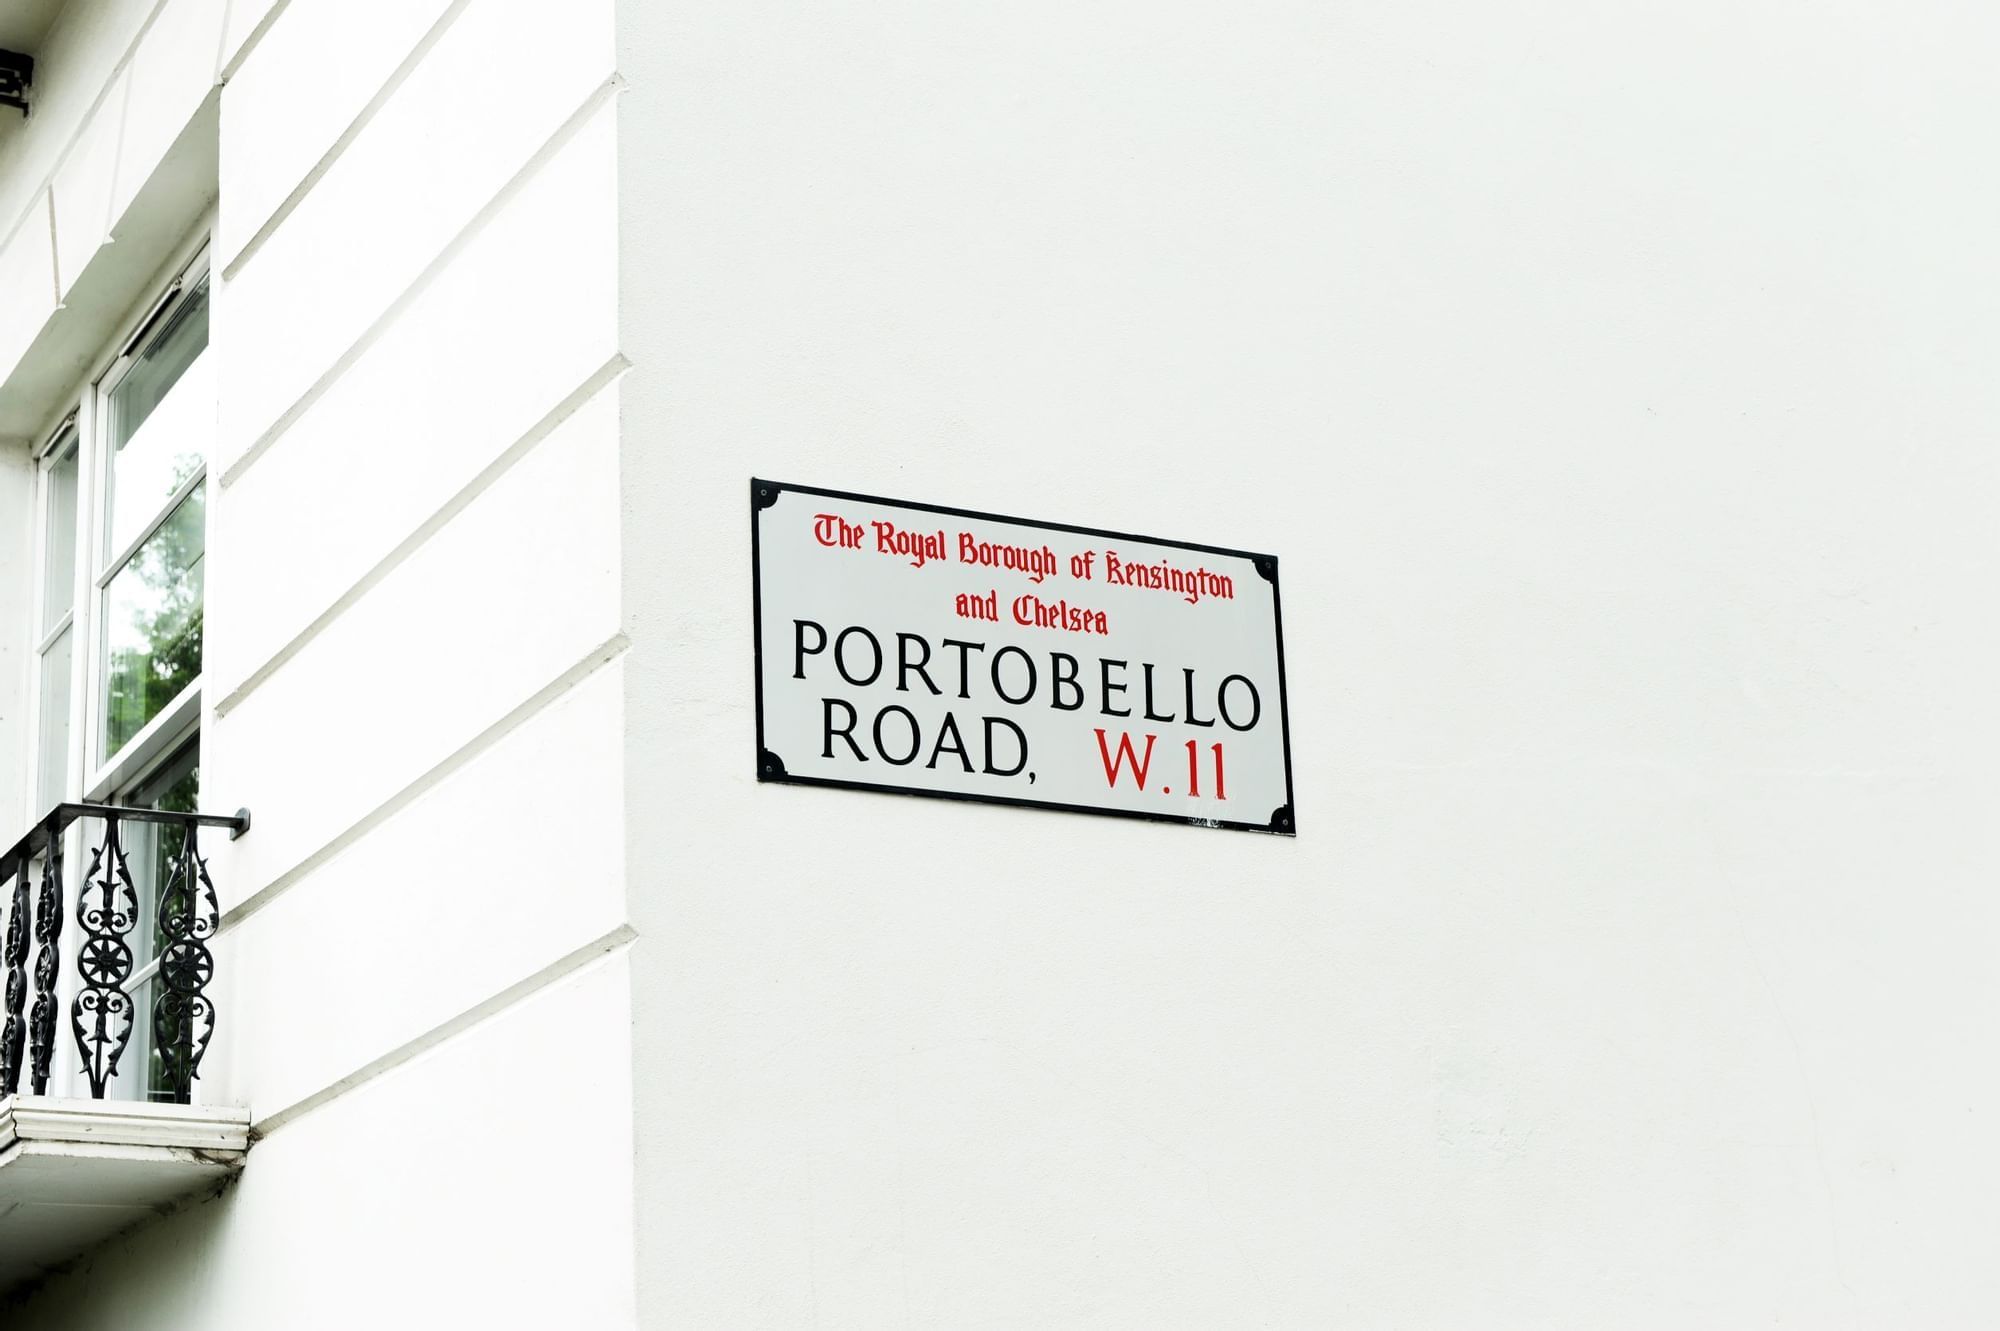 The Royal Borough of Kensington
and Chelsea
PORTOBELLO
ROAD, W.11